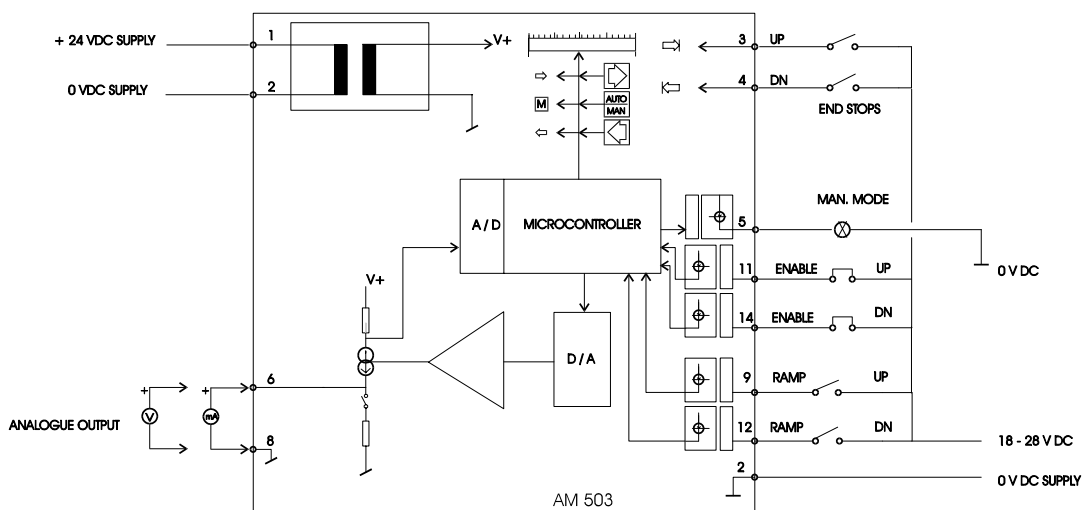 + 24 VDC SUPPLY
1
V+
3
UP
0 VDC SUPPLY
2
4
DN
M
AUTO
MAN
END STOPS
A / D
MICROCONTROLLER
MAN. MODE
5
11
ENABLE
UP
0 V DC
V+
14
ENABLE
DN
D / A
6
9
RAMP
UP
+
+
V
mA
ANALOGUE OUTPUT
8
12
RAMP
DN
18 - 28 V DC
2
0 V DC SUPPLY
AM 503